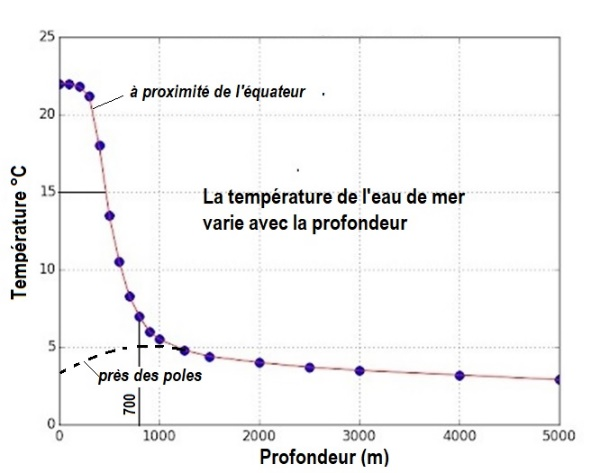 25
20
15
10
5
0
Température °C
à proximité de l'équateur
La température de l'eau de mer
varie avec la profondeur
près des poles
700
0 1000 2000 3000 4000 5000
Profondeur (m)